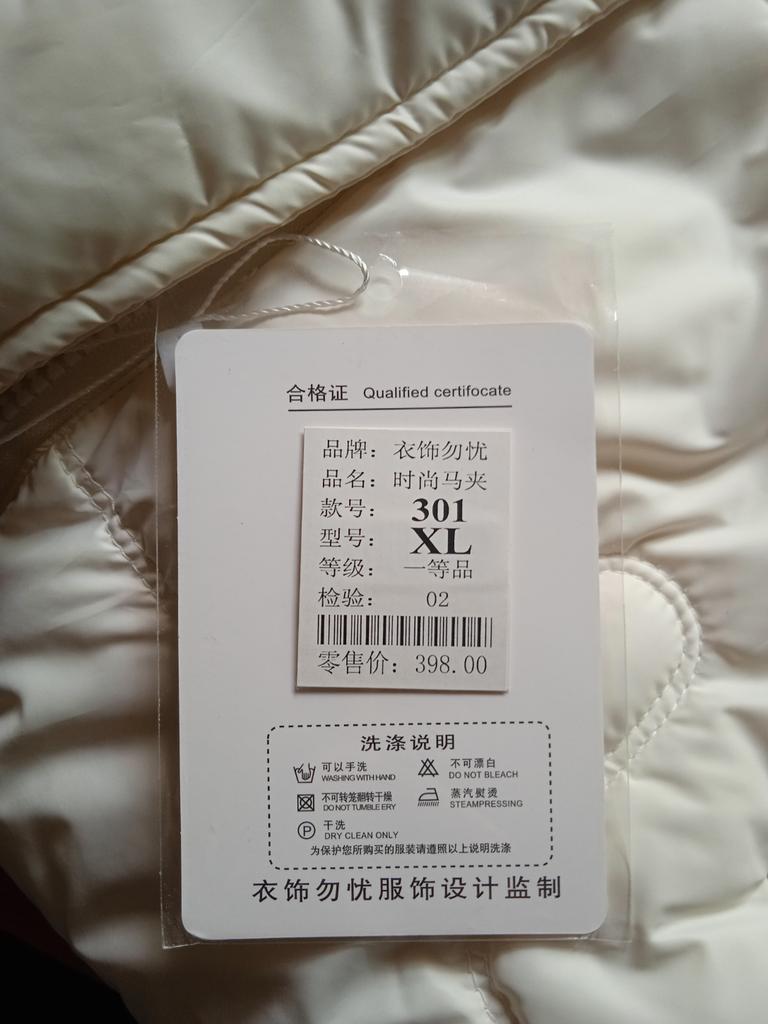 合格证 Qualified certifocate
品牌：衣饰勿忧
品名：时尚马夹
款号：301
型号：XL
等级：一等品
检验：02
零售价：398.00
洗涤说明
可以手洗 不可漂白
WASHING WITH HAND DO NOT BLEACH
不可转笼翻转干燥 蒸汽熨烫
DO NOT TUMBLE ERY STEAMPRESSING
P 干洗
DRY CLEAN ONLY
为保护您所购买的服装请遵照以上说明洗涤
衣饰勿忧服饰设计监制